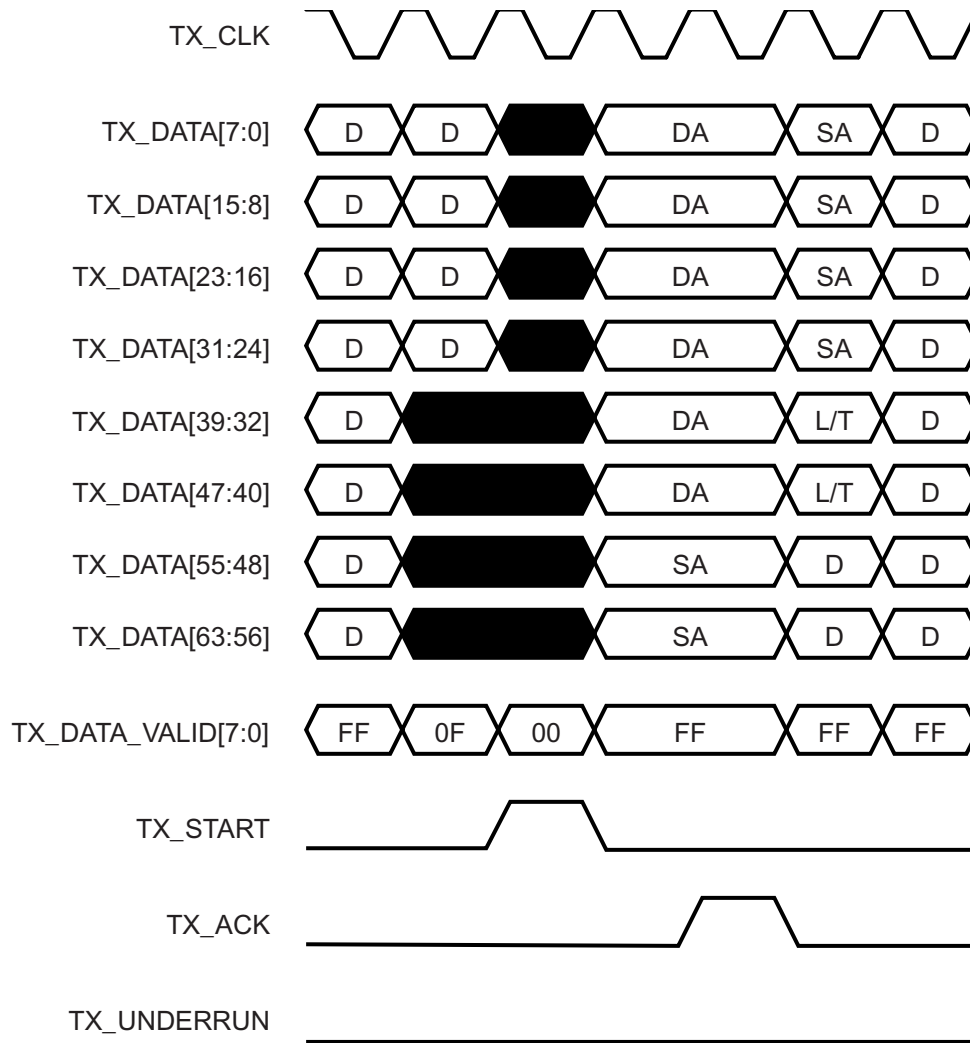 TX_CLK
TX_DATA[7:0] D D DA SA D
TX_DATA[15:8] D D DA SA D
TX_DATA[23:16] D D DA SA D
TX_DATA[31:24] D D DA SA D
TX_DATA[39:32] D DA L/T D
TX_DATA[47:40] D DA L/T D
TX_DATA[55:48] D SA D D
TX_DATA[63:56] D SA D D
TX_DATA_VALID[7:0] FF 0F 00 FF FF FF
TX_START
TX_ACK
TX_UNDERRUN